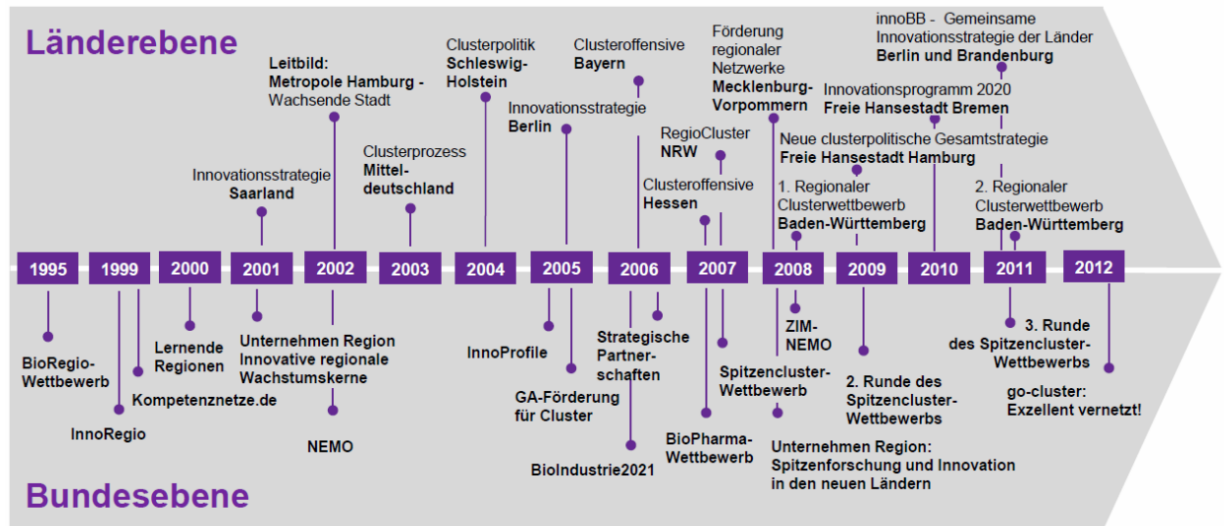 Länderebene
Leitbild:
Metropole Hamburg -
Wachsende Stadt
Innovationsstrategie
Saarland
Clusterprozess
Mittel-
deutschland
Clusterpolitik
Schleswig-
Holstein
Innovationsstrategie
Berlin
Clusteroffensive
Bayern
Clusteroffensive
Hessen
RegioCluster
NRW
Förderung
regionaler
Netzwerke
Mecklenburg-
Vorpommern
1. Regionaler
Clusterwettbewerb
Baden-Württemberg
Neue clusterpolitische Gesamtstrategie
Freie Hansestadt Hamburg
Innovationsprogramm 2020
Freie Hansestadt Bremen
innoBB - Gemeinsame
Innovationsstrategie der Länder
Berlin und Brandenburg
2. Regionaler
Clusterwettbewerb
Baden-Württemberg
1995
1999
2000
2001
2002
2003
2004
2005
2006
2007
2008
2009
2010
2011
2012
BioRegio-
Wettbewerb
InnoRegio
Kompetenznetze.de
Lernende
Regionen
Unternehmen Region
Innovative regionale
Wachstumskerne
NEMO
InnoProfile
GA-Förderung
für Cluster
Strategische
Partner-
schaften
BioIndustrie2021
BioPharma-
Wettbewerb
Spitzencluster-
Wettbewerb
ZIM-
NEMO
Unternehmen Region:
Spitzenforschung und Innovation
in den neuen Ländern
2. Runde des
Spitzencluster-
Wettbewerbs
3. Runde
des Spitzencluster-
Wettbewerbs
go-cluster:
Exzellent vernetzt!
Bundesebene